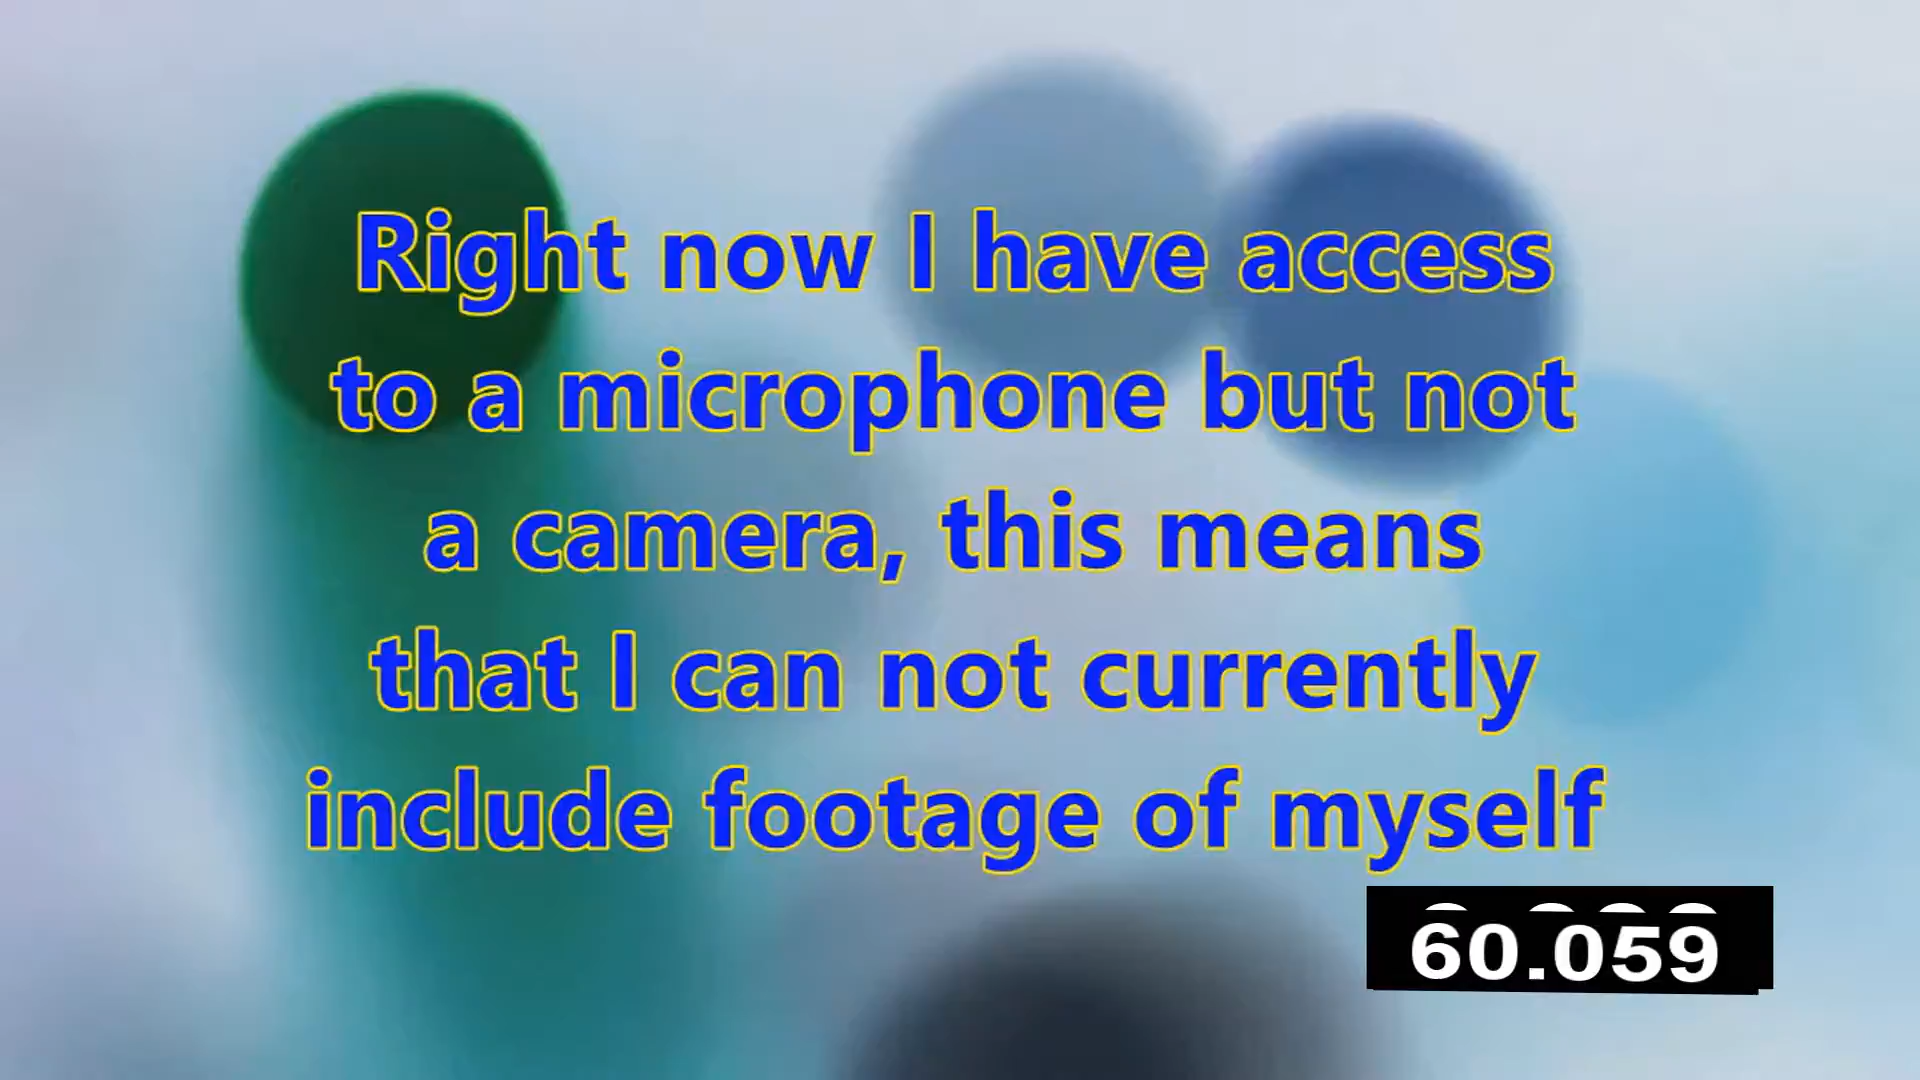 Right now I have access
to a microphone but not
a camera, this means
that I can not currently
include footage of myself
60.059